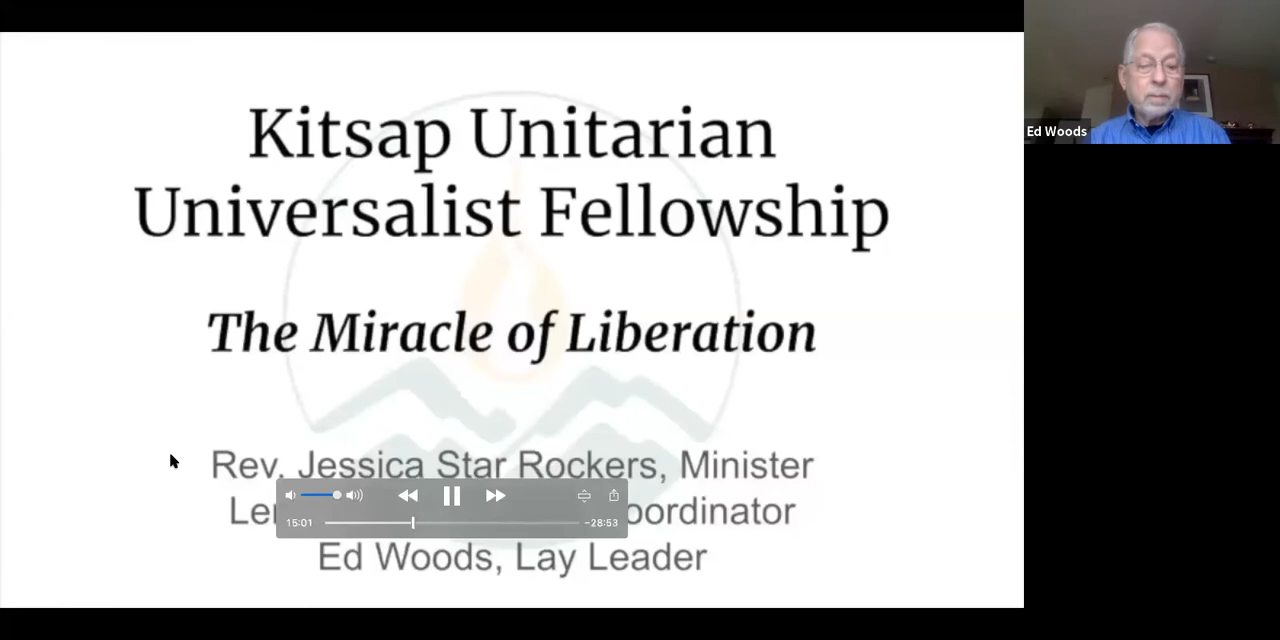 Kitsap Unitarian
Universalist Fellowship
The Miracle of Liberation
Rev. Jessica Star Rockers, Minister
Ed Woods, Lay Leader
15:01
-28:53
Ed Woods